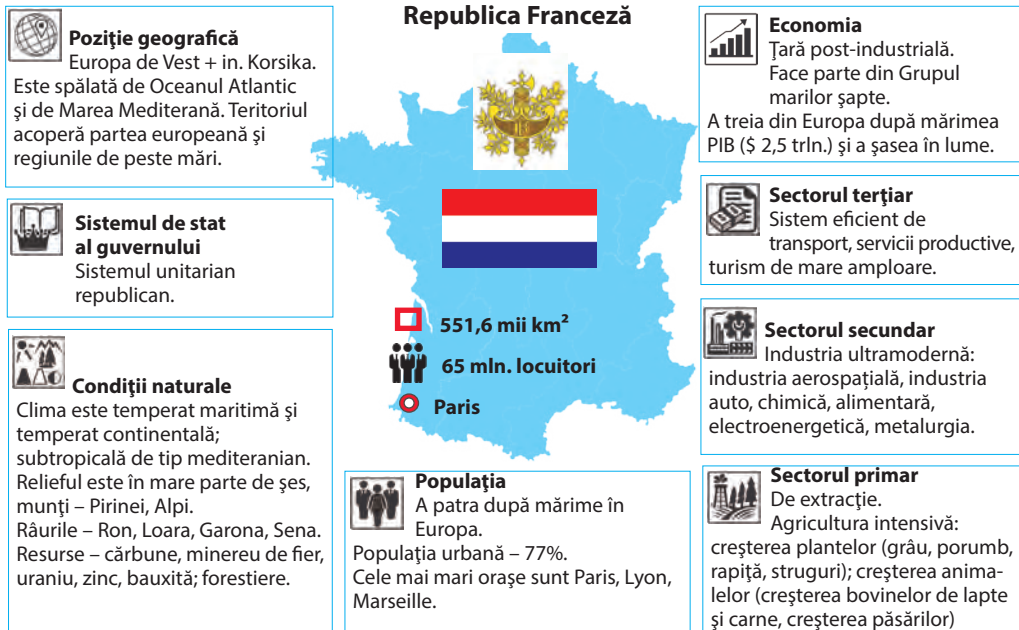 Republica Franceză
Poziţie geografică
Europa de Vest + in. Korsika.
Este spălată de Oceanul Atlantic
şi de Marea Mediterană. Teritoriul
acoperă partea europeană şi
regiunile de peste mări.
Sistemul de stat
al guvernului
Sistemul unitarian
republican.
Condiţii naturale
Clima este temperat maritimă şi
temperat continentală;
subtropicală de tip mediteranian.
Relieful este în mare parte de şes,
munţi – Pirinei, Alpi.
Râurile – Ron, Loara, Garona, Sena.
Resurse – cărbune, minereu de fier,
uraniu, zinc, bauxită; forestiere.
551,6 mii km²
65 mln. locuitori
Paris
Populaţia
A patra după mărime în
Europa.
Populaţia urbană – 77%.
Cele mai mari oraşe sunt Paris, Lyon,
Marseille.
Economia
Ţară post-industrială.
Face parte din Grupul
marilor şapte.
A treia din Europa după mărimea
PIB ($ 2,5 trln.) şi a şasea în lume.
Sectorul terţiar
Sistem eficient de
transport, servicii productive,
turism de mare amploare.
Sectorul secundar
Industria ultramodernă:
industria aerospaţială, industria
auto, chimică, alimentară,
electroenergetică, metalurgia.
Sectorul primar
De extracţie.
Agricultura intensivă:
creşterea plantelor (grâu, porumb,
rapiţă, struguri); creşterea anima-
lelor (creşterea bovinelor de lapte
şi carne, creşterea păsărilor)